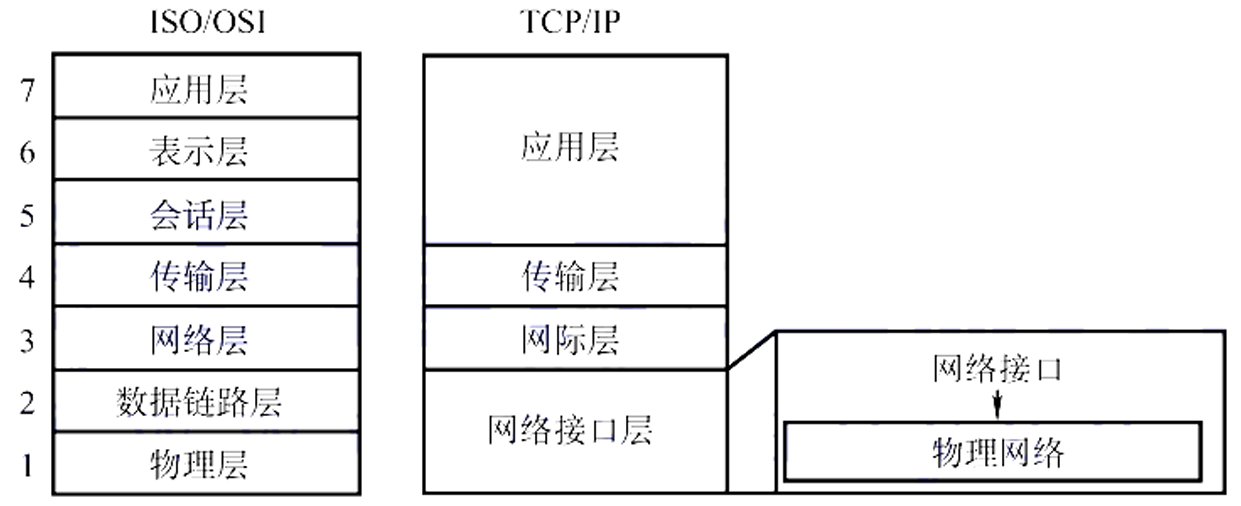 ISO/OSI
TCP/IP
7 应用层
6 表示层
5 会话层
4 传输层
3 网络层
2 数据链路层
1 物理层
应用层
传输层
网际层
网络接口层
网络接口
物理网络